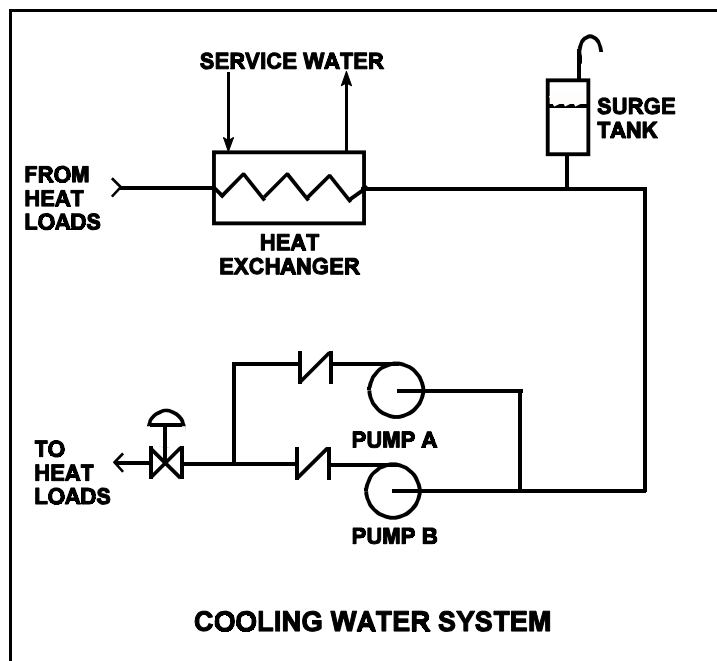 SERVICE WATER
SURGE
TANK
FROM
HEAT
LOADS
HEAT
EXCHANGER
PUMP A
TO
HEAT
LOADS
PUMP B
COOLING WATER SYSTEM